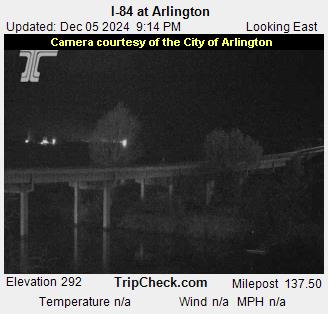 I-84 at Arlington
Updated: Dec 05 2024 9:14 PM Looking East
Camera courtesy of the City of Arlington
Elevation 292 TripCheck.com Milepost 137.50
Temperature n/a Wind n/a MPH n/a